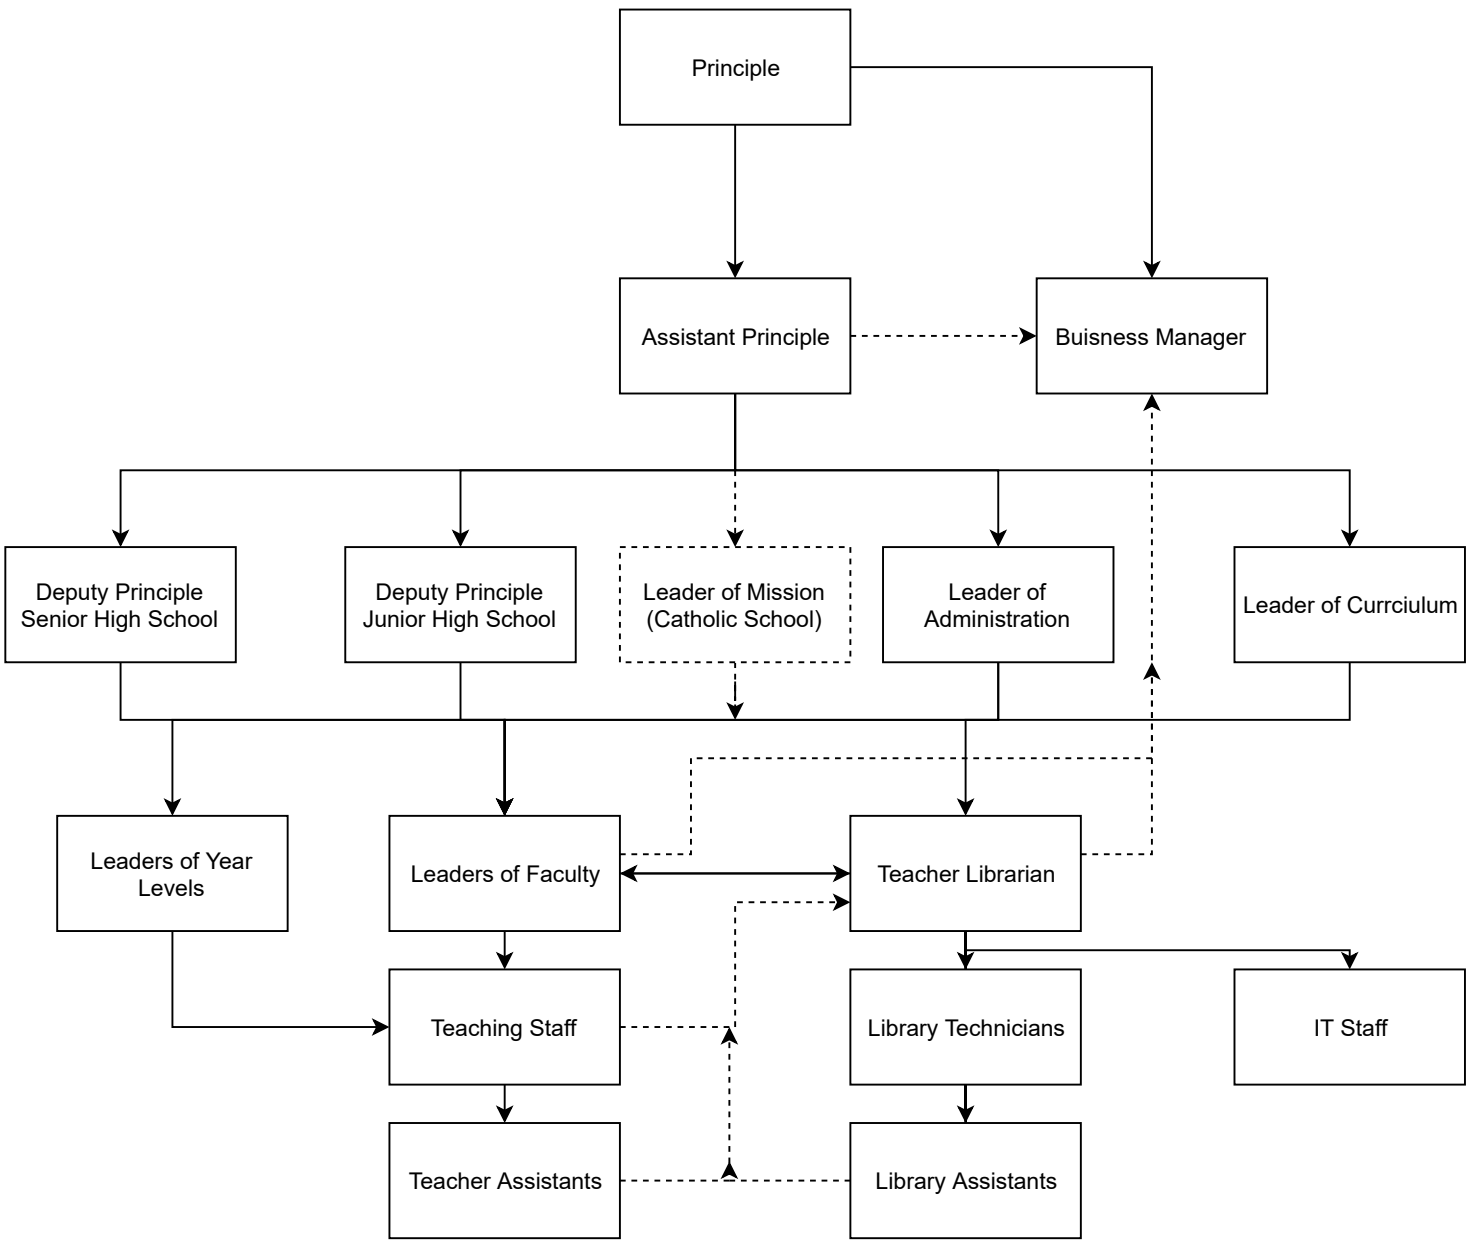 Principle
Assistant Principle
Buisness Manager
Deputy Principle
Senior High School
Deputy Principle
Junior High School
Leader of Mission
(Catholic School)
Leader of
Administration
Leader of Currciulum
Leaders of Year
Levels
Leaders of Faculty
Teacher Librarian
Teaching Staff
Library Technicians
IT Staff
Teacher Assistants
Library Assistants